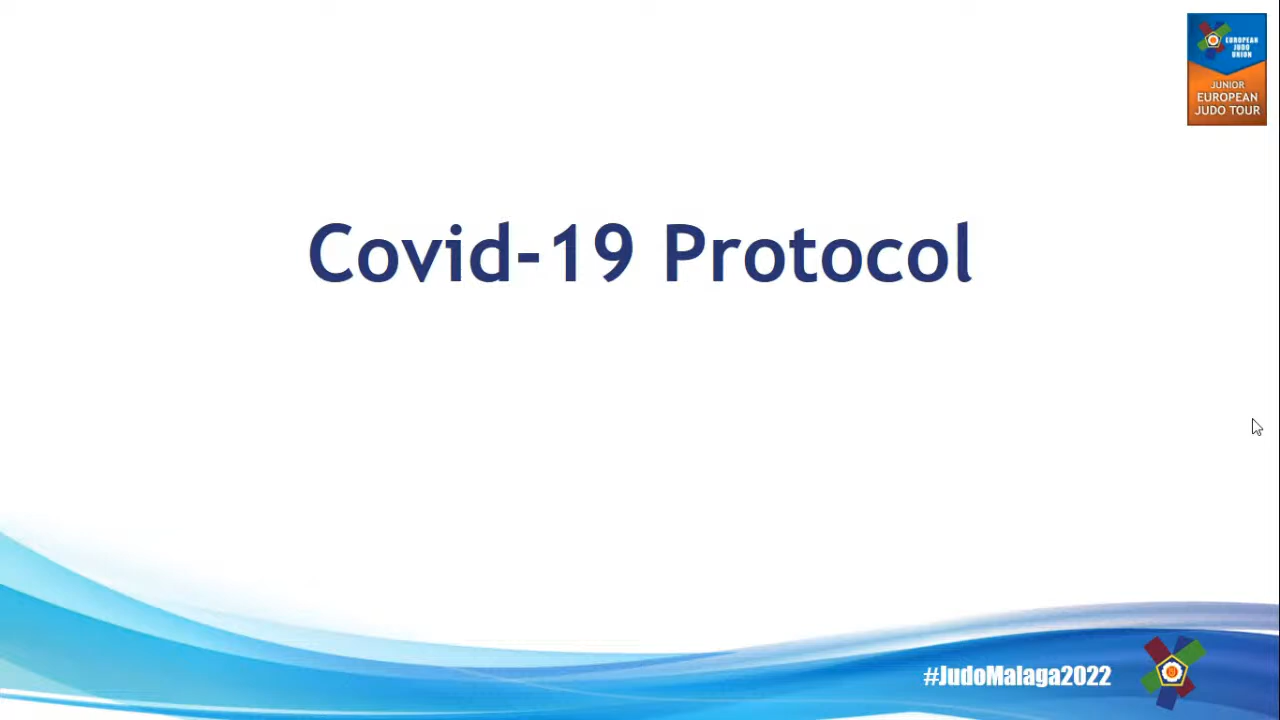 EUROPEAN
JUDO
UNION
JUNIOR
EUROPEAN
JUDO TOUR
Covid-19 Protocol
#JudoMalaga2022